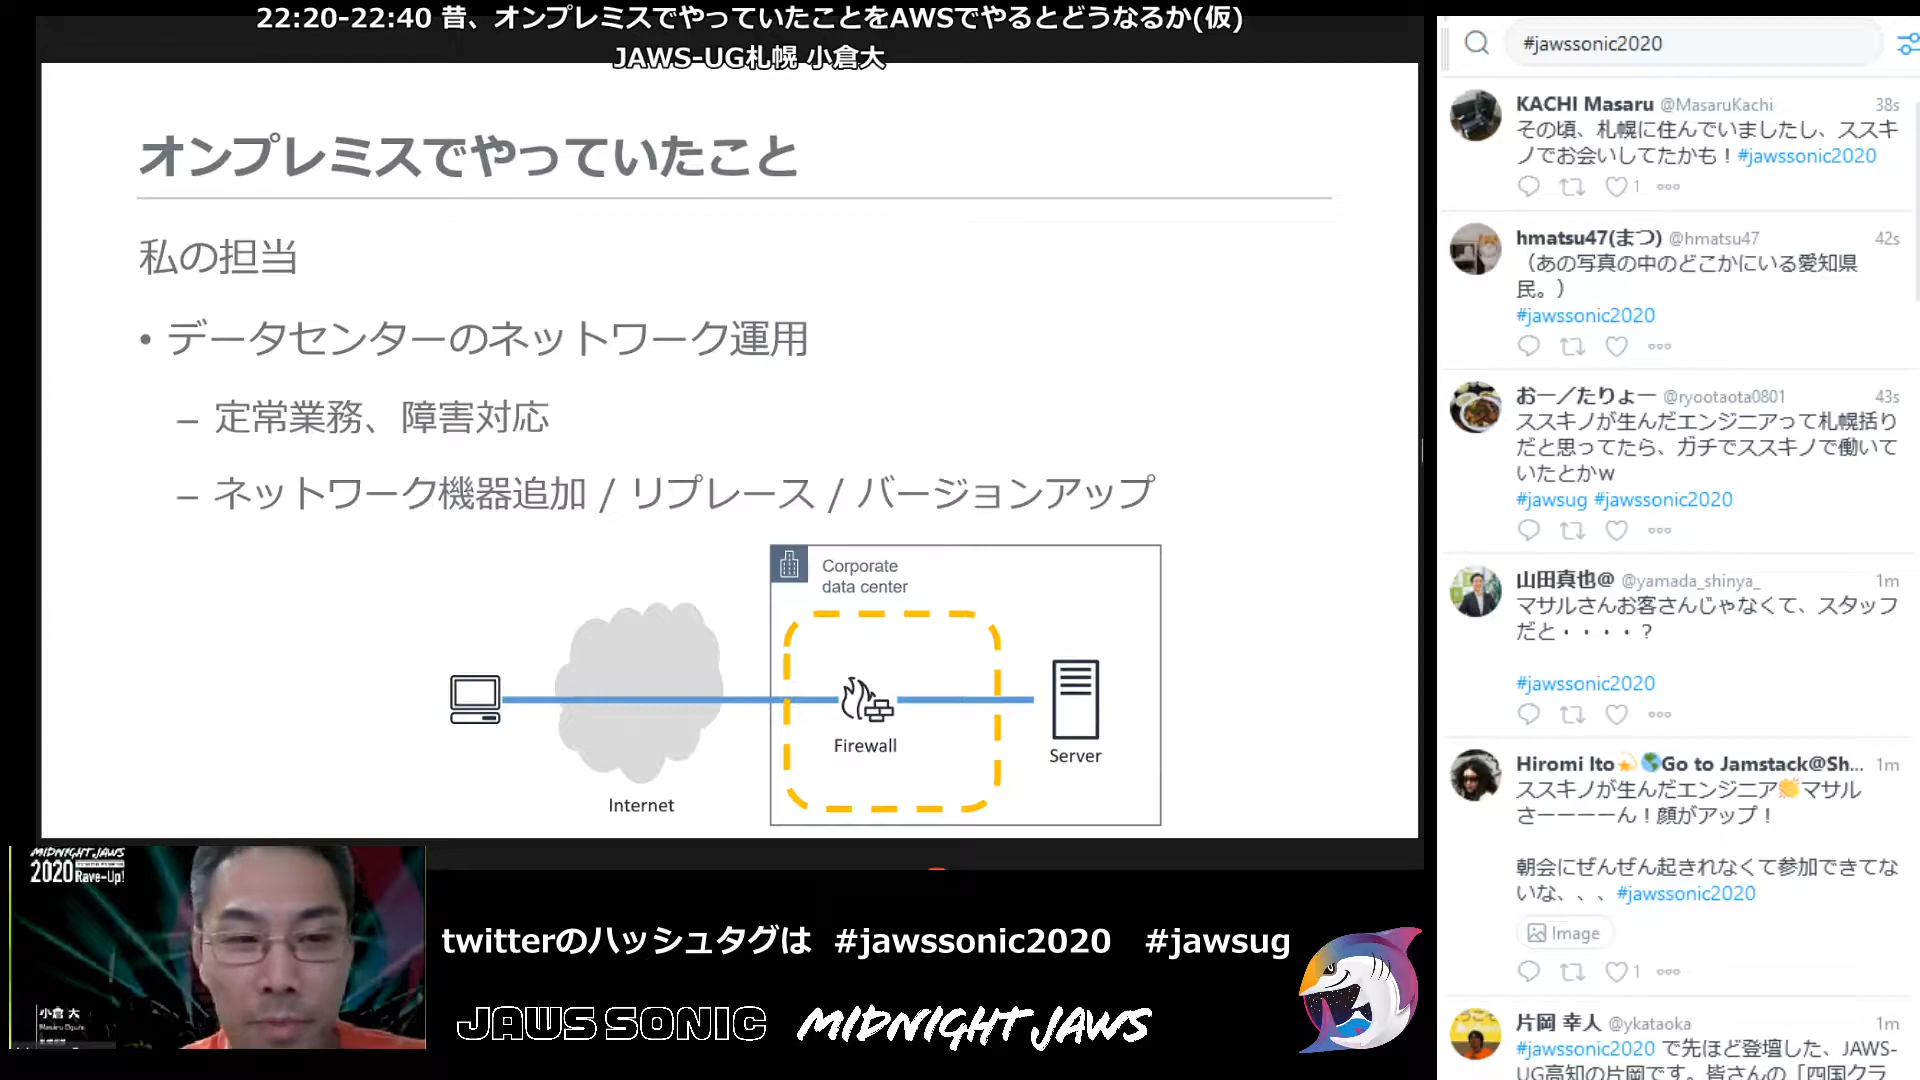 22:20-22:40 昔、オンプレミスでやっていたことをAWSでやるとどうなるか(仮)
JAWS-UG札幌 小倉大
オンプレミスでやっていたこと
私の担当
• データセンターのネットワーク運用
– 定常業務、障害対応
– ネットワーク機器追加 / リプレース / バージョンアップ
Corporate
data center
Firewall
Server
Internet
MIDNIGHT JAWS
2020 Rave-Up!
小倉 大
twitterのハッシュタグは #jawssonic2020 #jawsug
JAWS SONIC MIDNIGHT JAWS
#jawssonic2020
KACHI Masaru @MasaruKachi 38s
その頃、札幌に住んでいましたし、ススキ
ノでお会いしてたかも！#jawssonic2020
1
hmatsu47(まつ) @hmatsu47 42s
（あの写真の中のどこかにいる愛知県
民。）
#jawssonic2020
おー／たりょー @ryootaota0801 43s
ススキノが生んだエンジニアって札幌括り
だと思ってたら、ガチでススキノで働いて
いたとかw
#jawsug #jawssonic2020
山田真也@ @yamada_shinya_ 1m
マサルさんお客さんじゃなくて、スタッフ
だと・・・・？
#jawssonic2020
Hiromi Ito💫🌎Go to Jamstack@Sh... 1m
ススキノが生んだエンジニア👏マサル
さーーーーん！顔がアップ！
朝会にぜんぜん起きれなくて参加できてな
いな、、、#jawssonic2020
Image
1
片岡 幸人 @ykataoka 1m
#jawssonic2020 で先ほど登壇した、JAWS-
UG高知の片岡です。皆さんの「四国クラ